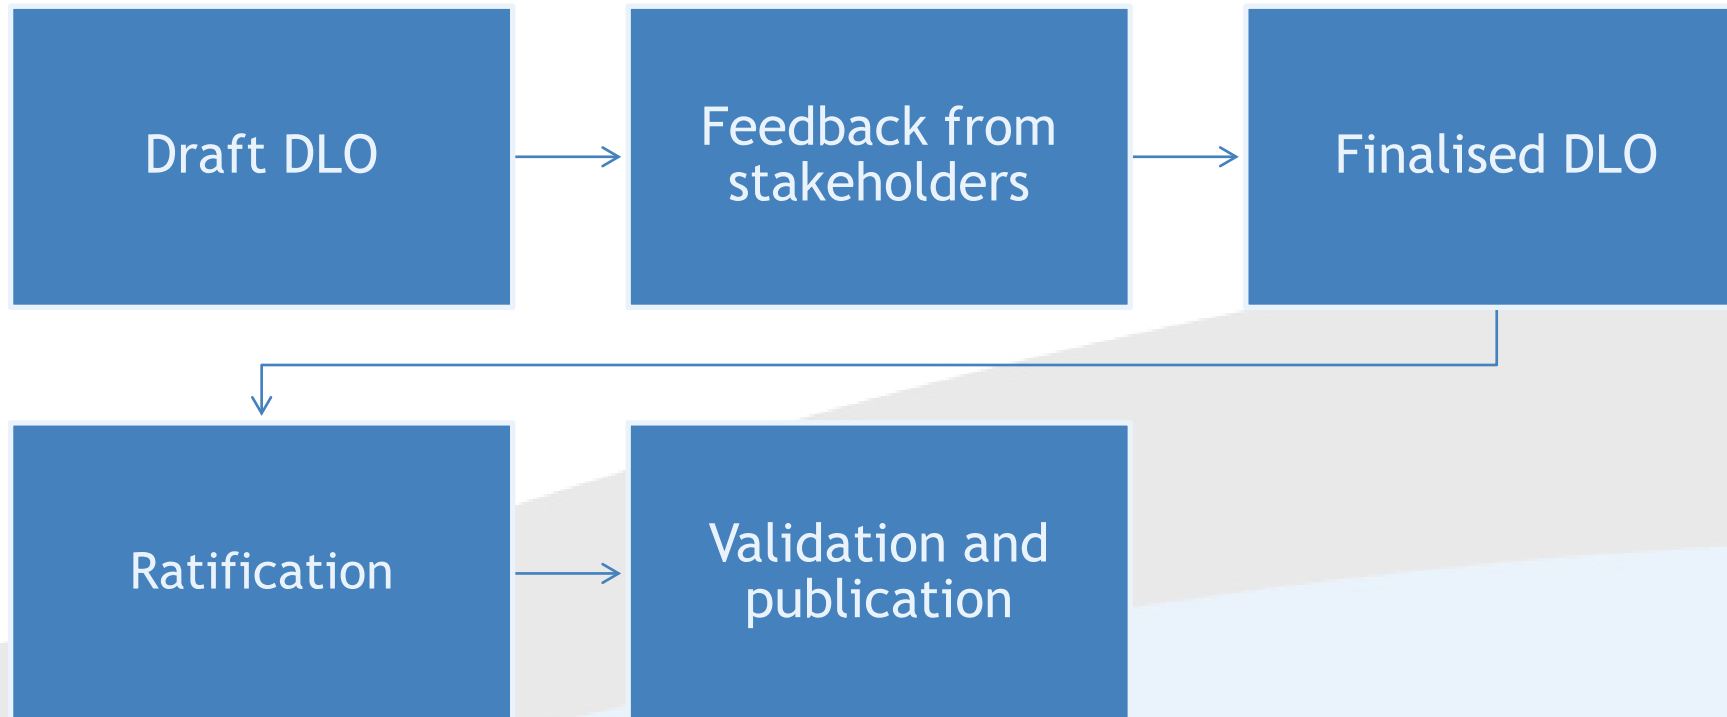 Draft DLO
Feedback from
stakeholders
Finalised DLO
Ratification
Validation and
publication